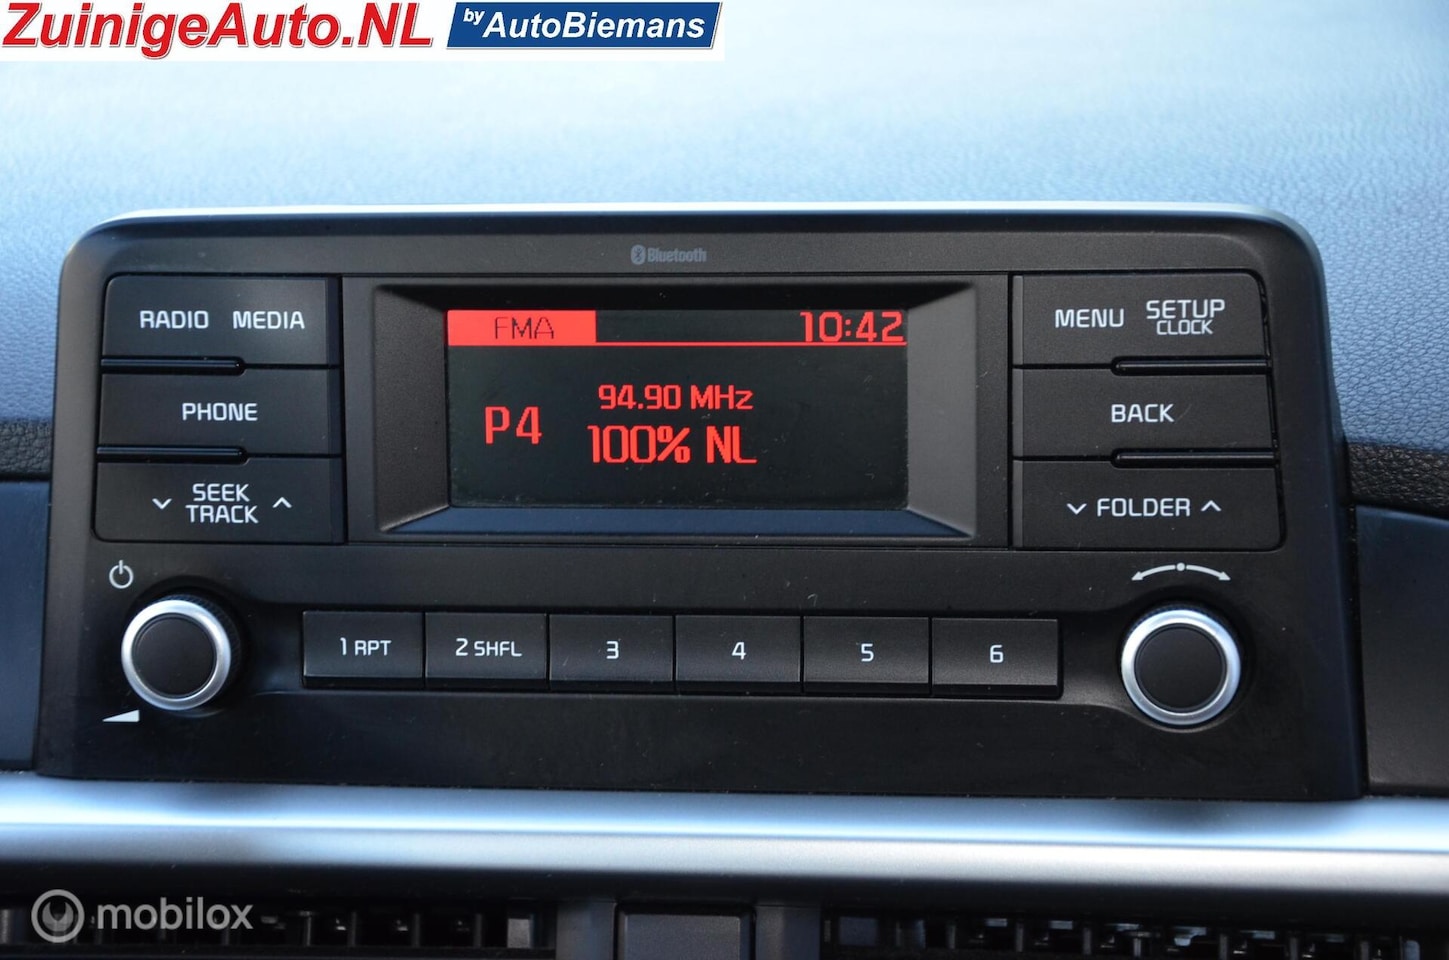 ZuinigeAuto.NL by AutoBiemans
Bluetooth
RADIO MEDIA
PHONE
SEEK
TRACK
FMA 10:42
94.90 MHz
P4
100% NL
MENU SETUP
CLOCK
BACK
FOLDER
1 RPT 2 SHFL 3 4 5 6
mobilox